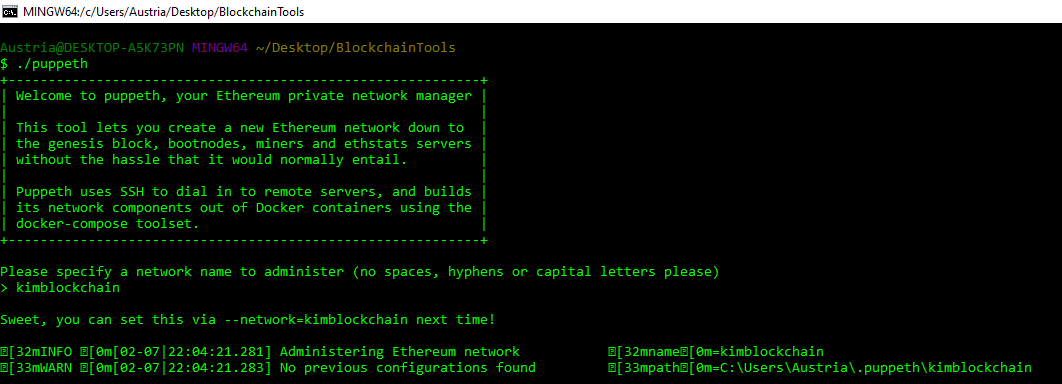 MINGW64:/c/Users/Austria/Desktop/BlockchainTools
Austria@DESKTOP-A5K73PN MINGW64 ~/Desktop/BlockchainTools
$ ./puppeth
+-----------------------------------------------------------+
| Welcome to puppeth, your Ethereum private network manager |
|                                                           |
| This tool lets you create a new Ethereum network down to  |
| the genesis block, bootnodes, miners and ethstats servers |
| without the hassle that it would normally entail.         |
|                                                           |
| Puppeth uses SSH to dial in to remote servers, and builds |
| its network components out of Docker containers using the |
| docker-compose toolset.                                   |
+-----------------------------------------------------------+
Please specify a network name to administer (no spaces, hyphens or capital letters please)
> kimblockchain
Sweet, you can set this via --network=kimblockchain next time!
[32mINFO [0m[02-07|22:04:21.281] Administering Ethereum network           [32mname[0m=kimblockchain
[33mWARN [0m[02-07|22:04:21.283] No previous configurations found         [33mpath[0m=C:\Users\Austria\.puppeth\kimblockchain